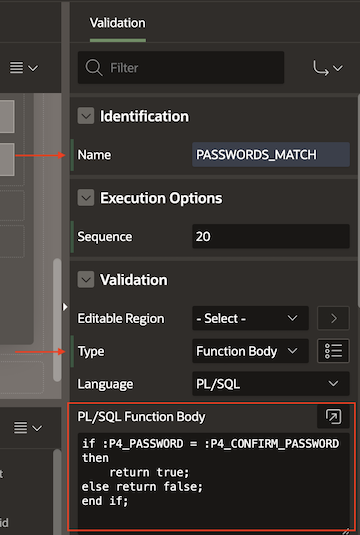 Validation
Filter
Identification
Name PASSWORDS_MATCH
Execution Options
Sequence 20
Validation
Editable Region - Select -
Type Function Body
Language PL/SQL
PL/SQL Function Body
if :P4_PASSWORD = :P4_CONFIRM_PASSWORD
then
return true;
else return false;
end if;
t
id